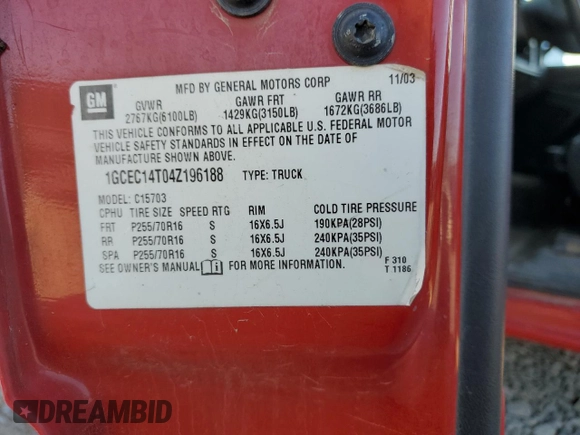 GM
MFD BY GENERAL MOTORS CORP 11/03
GVWR GAWR FRT GAWR RR
2767KG(6100LB) 1429KG(3150LB) 1672KG(3686LB)
THIS VEHICLE CONFORMS TO ALL APPLICABLE U.S. FEDERAL MOTOR
VEHICLE SAFETY STANDARDS IN EFFECT ON THE DATE OF
MANUFACTURE SHOWN ABOVE.
1GCEC14T04Z196188 TYPE: TRUCK
MODEL: C15703
CPHU TIRE SIZE SPEED RTG RIM COLD TIRE PRESSURE
FRT P255/70R16 S 16X6.5J 190KPA(28PSI)
RR P255/70R16 S 16X6.5J 240KPA(35PSI)
SPA P255/70R16 S 16X6.5J 240KPA(35PSI)
SEE OWNER'S MANUAL FOR MORE INFORMATION. F 310
T 1186
DREAMBID